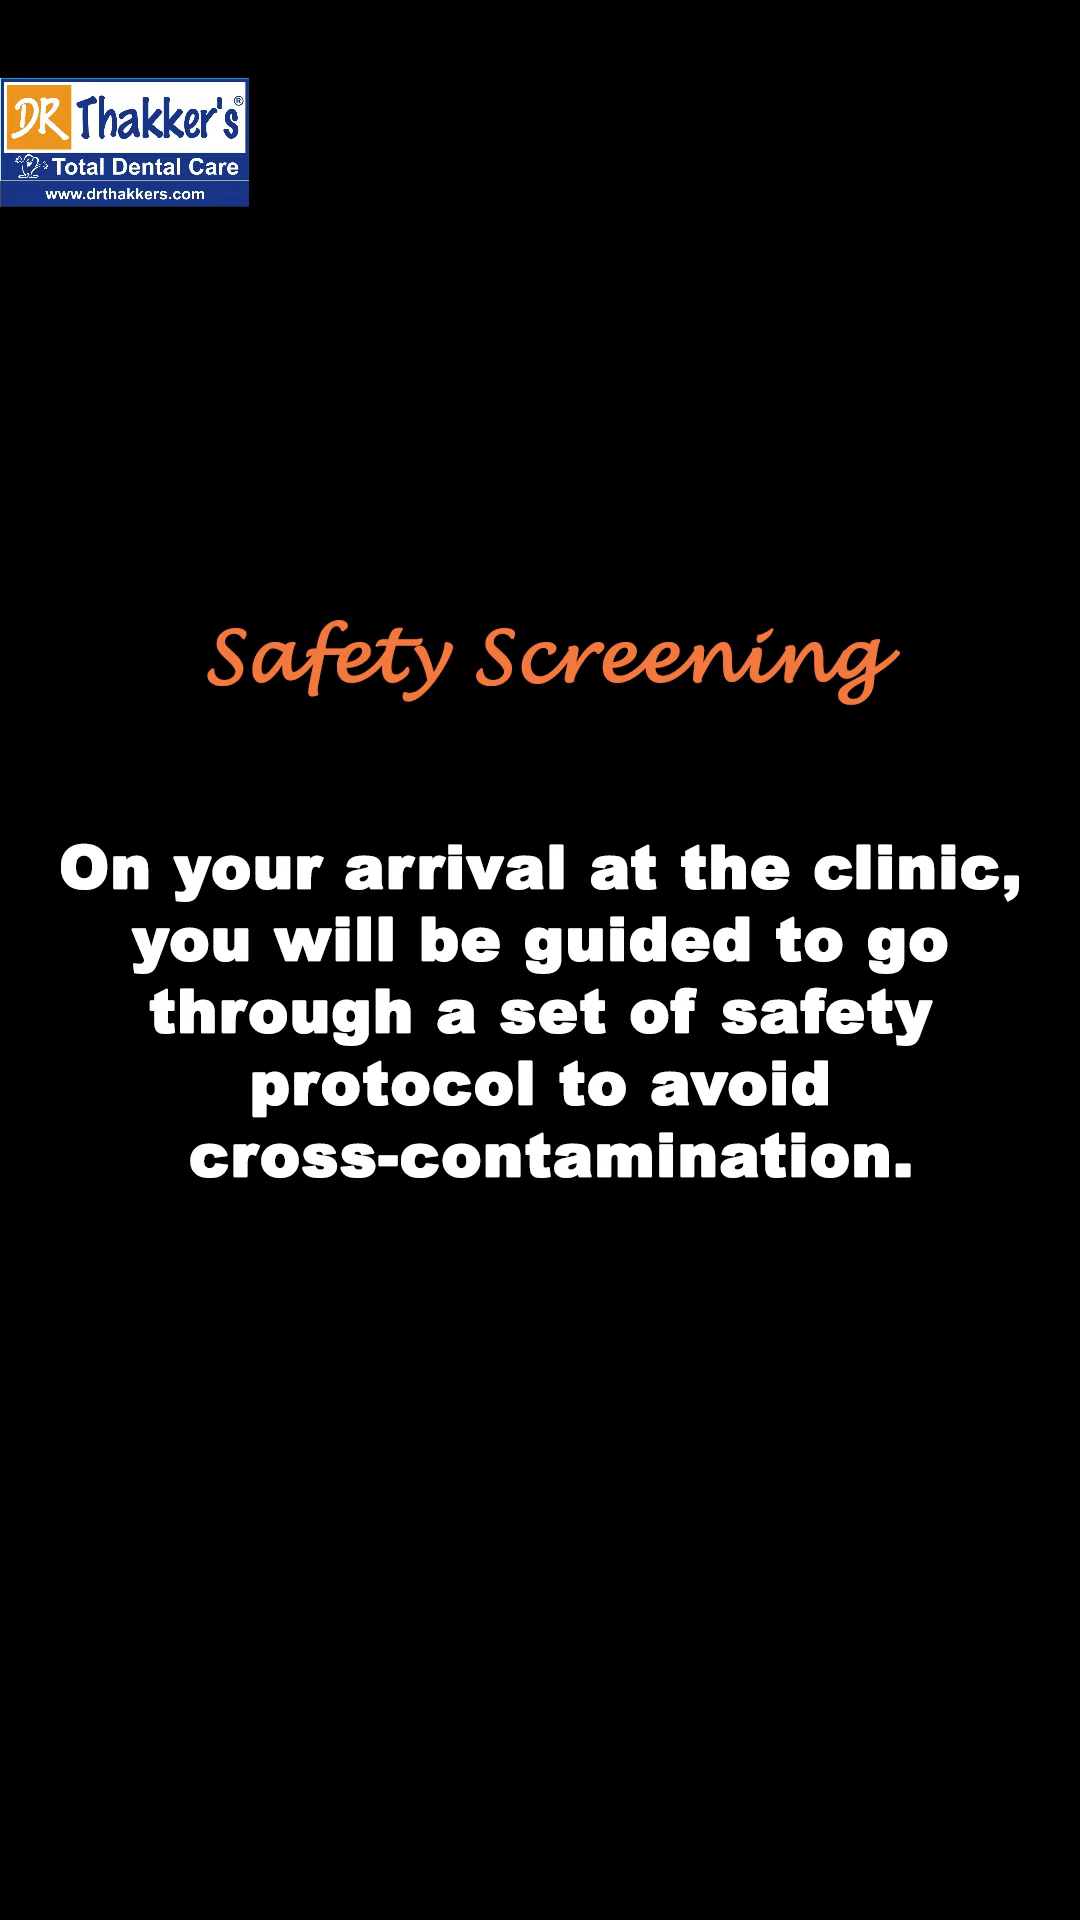 DR Thakker's®
Total Dental Care
www.drthakkers.com
Safety Screening
On your arrival at the clinic,
you will be guided to go
through a set of safety
protocol to avoid
cross-contamination.